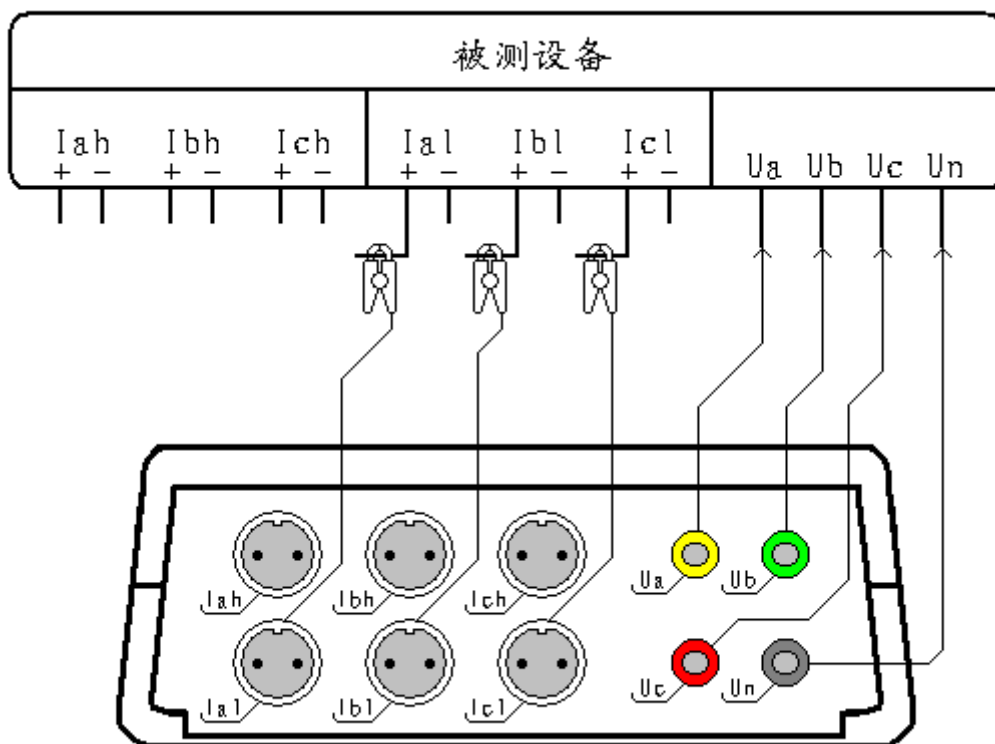 被测设备
Iah Ibh Ich Ial Ibl Icl
+ - + - + - + - + - + -
Ua Ub Uc Un
Iah Ibh Ich Ua Ub
Ial Ibl Icl Uc Un